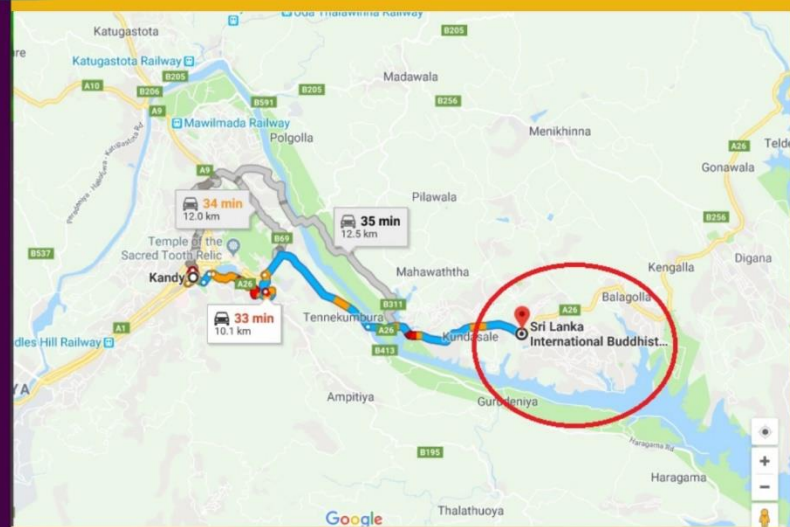 Uda Thalawinna Railway
Katugastota
B205
Katugastota Railway
B205
Madawala
A10
B206
B591
B205
B256
A9
Mawilmada Railway
Menikhinna
A26
Polgolla
Gonawala
A9
Pilawala
34 min
12.0 km
35 min
12.5 km
B256
Temple of the
Sacred Tooth Relic
B69
B537
Kengalla
Digana
Mahawaththa
Kandy
A26
Balagolla
B311
A26
33 min
10.1 km
Tennekumbura
Sri Lanka
International Buddhist...
A1
A26
Kundasale
dles Hill Railway
B413
YA
Ampitiya
Gurudeniya
Haragama Rd
B195
Haragama
Thalathuoya
Google